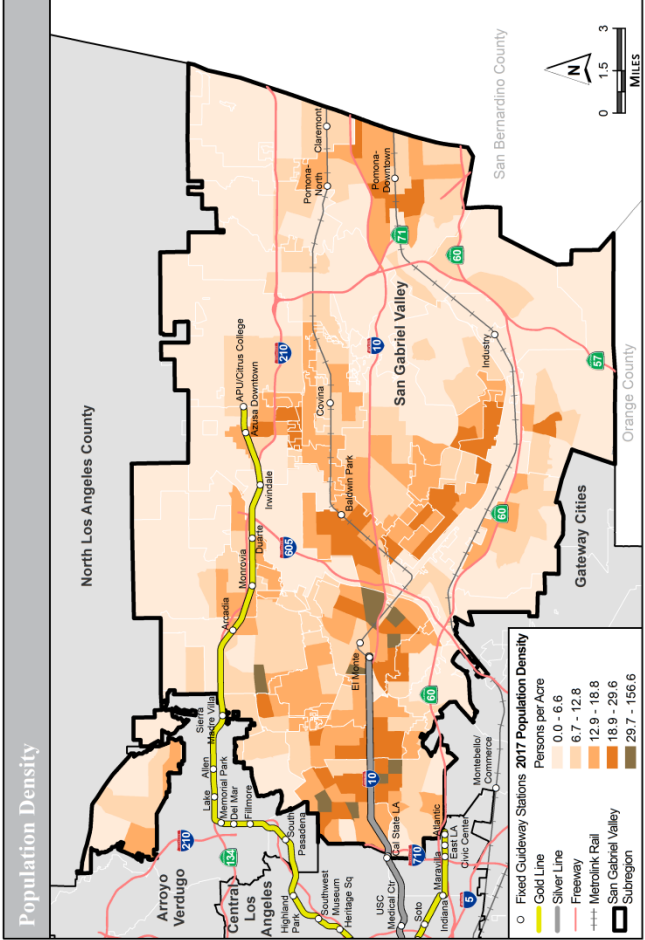 Population Density
North Los Angeles County
San Bernardino County
N
0 1.5 3
MILES
Arroyo
Verdugo
Central
Los
Angeles
San Gabriel Valley
Gateway Cities
Orange County
210
134
210
605
10
10
71
60
57
60
60
710
5
Claremont
Pomona-
North
Pomona-
Downtown
Industry
Covina
Baldwin Park
El Monte
APU/Citrus College
Azusa Downtown
Irwindale
Duarte
Monrovia
Arcadia
Sierra
Madre Villa
Allen
Lake
Memorial Park
Del Mar
Fillmore
South
Pasadena
Highland
Park
Southwest
Museum
Heritage Sq
Cal State LA
USC
Medical Ctr
Soto
Indiana
Maravilla
East LA
Civic Center
Atlantic
Montebello/
Commerce
Fixed Guideway Stations
Gold Line
Silver Line
Freeway
Metrolink Rail
San Gabriel Valley
Subregion
2017 Population Density
Persons per Acre
0.0 - 6.6
6.7 - 12.8
12.9 - 18.8
18.9 - 29.6
29.7 - 156.6